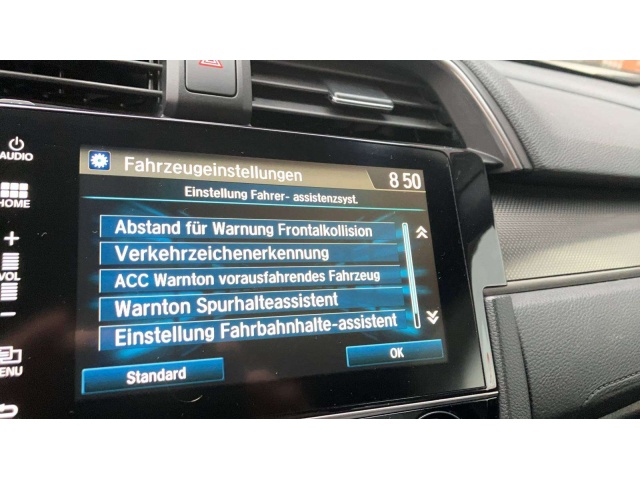 Fahrzeugeinstellungen
8 50
Einstellung Fahrer- assistenzsyst.
Abstand für Warnung Frontalkollision
Verkehrzeichenerkennung
ACC Warnton vorausfahrendes Fahrzeug
Warnton Spurhalteassistent
Einstellung Fahrbahnhalte-assistent
Standard
OK
AUDIO
HOME
+
VOL
−
MENU